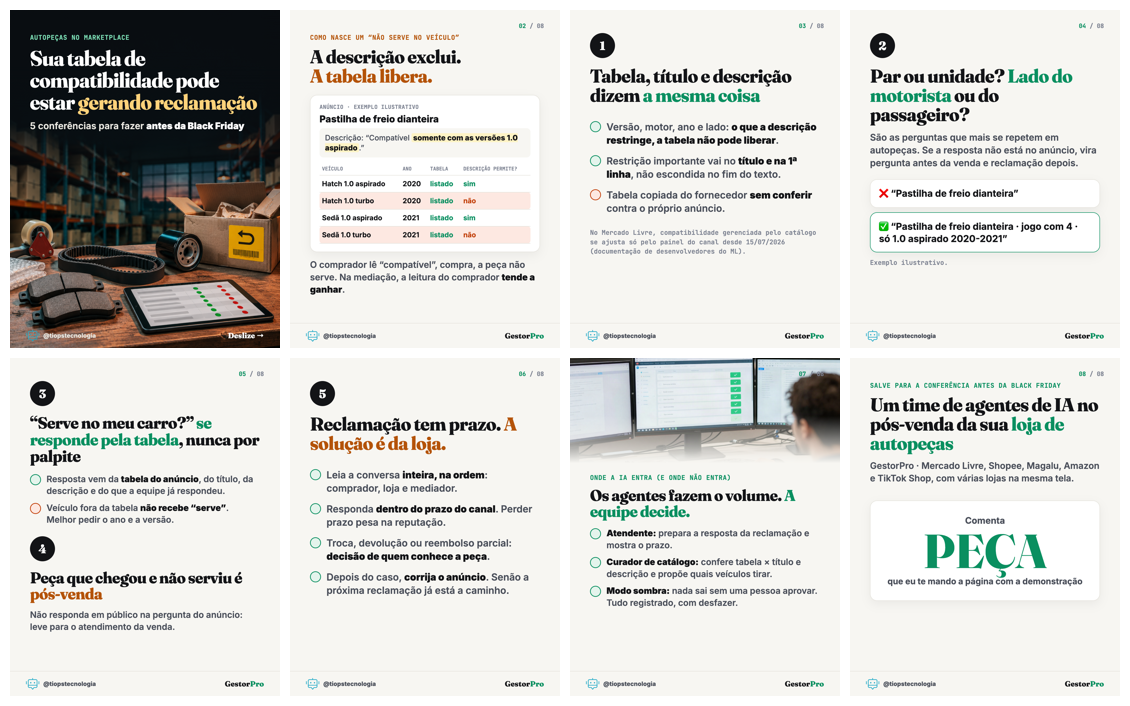 AUTOPEÇAS NO MARKETPLACE
Sua tabela de
compatibilidade pode
estar gerando reclamação
5 conferências para fazer antes da Black Friday
@tiopstecnologia
Deslize →
02 / 08
COMO NASCE UM “NÃO SERVE NO VEÍCULO”
A descrição exclui.
A tabela libera.
ANÚNCIO · EXEMPLO ILUSTRATIVO
Pastilha de freio dianteira
Descrição: “Compatível somente com as versões 1.0
aspirado.”
VEÍCULO ANO TABELA DESCRIÇÃO PERMITE?
Hatch 1.0 aspirado 2020 listado sim
Hatch 1.0 turbo 2020 listado não
Sedã 1.0 aspirado 2021 listado sim
Sedã 1.0 turbo 2021 listado não
O comprador lê “compatível”, compra, a peça não
serve. Na mediação, a leitura do comprador tende a
ganhar.
@tiopstecnologia
GestorPro
03 / 08
1
Tabela, título e descrição
dizem a mesma coisa
Versão, motor, ano e lado: o que a descrição
restringe, a tabela não pode liberar.
Restrição importante vai no título e na 1ª
linha, não escondida no fim do texto.
Tabela copiada do fornecedor sem conferir
contra o próprio anúncio.
No Mercado Livre, compatibilidade gerenciada pelo catálogo
se ajusta só pelo painel do canal desde 15/07/2026
(documentação de desenvolvedores do ML).
@tiopstecnologia
GestorPro
04 / 08
2
Par ou unidade? Lado do
motorista ou do
passageiro?
São as perguntas que mais se repetem em
autopeças. Se a resposta não está no anúncio, vira
pergunta antes da venda e reclamação depois.
❌ “Pastilha de freio dianteira”
✅ “Pastilha de freio dianteira · jogo com 4 ·
só 1.0 aspirado 2020-2021”
Exemplo ilustrativo.
@tiopstecnologia
GestorPro
05 / 08
3
“Serve no meu carro?” se
responde pela tabela, nunca por
palpite
Resposta vem da tabela do anúncio, do título, da
descrição e do que a equipe já respondeu.
Veículo fora da tabela não recebe “serve”.
Melhor pedir o ano e a versão.
4
Peça que chegou e não serviu é
pós-venda
Não responda em público na pergunta do anúncio:
leve para o atendimento da venda.
@tiopstecnologia
GestorPro
06 / 08
5
Reclamação tem prazo. A
solução é da loja.
Leia a conversa inteira, na ordem:
comprador, loja e mediador.
Responda dentro do prazo do canal. Perder
prazo pesa na reputação.
Troca, devolução ou reembolso parcial:
decisão de quem conhece a peça.
Depois do caso, corrija o anúncio. Senão a
próxima reclamação já está a caminho.
@tiopstecnologia
GestorPro
07 / 08
ONDE A IA ENTRA (E ONDE NÃO ENTRA)
Os agentes fazem o volume. A
equipe decide.
Atendente: prepara a resposta da reclamação e
mostra o prazo.
Curador de catálogo: confere tabela × título e
descrição e propõe quais veículos tirar.
Modo sombra: nada sai sem uma pessoa aprovar.
Tudo registrado, com desfazer.
@tiopstecnologia
GestorPro
08 / 08
SALVE PARA A CONFERÊNCIA ANTES DA BLACK FRIDAY
Um time de agentes de IA no
pós-venda da sua loja de
autopeças
GestorPro · Mercado Livre, Shopee, Magalu, Amazon
e TikTok Shop, com várias lojas na mesma tela.
Comenta
PEÇA
que eu te mando a página com a demonstração
@tiopstecnologia
GestorPro